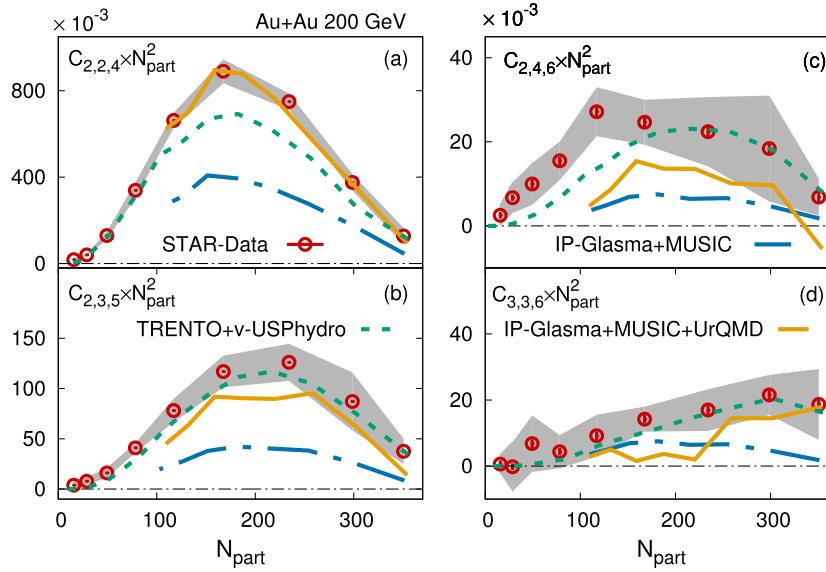 × 10⁻³ Au+Au 200 GeV × 10⁻³
C₂,₂,₄×N²part (a)
800
400
0
STAR-Data
C₂,₄,₆×N²part (c)
40
20
0
IP-Glasma+MUSIC
C₂,₃,₅×N²part (b)
TRENTO+v-USPhydro
150
100
50
0
0 100 200 300
Npart
C₃,₃,₆×N²part (d)
IP-Glasma+MUSIC+UrQMD
40
20
0
0 100 200 300
Npart